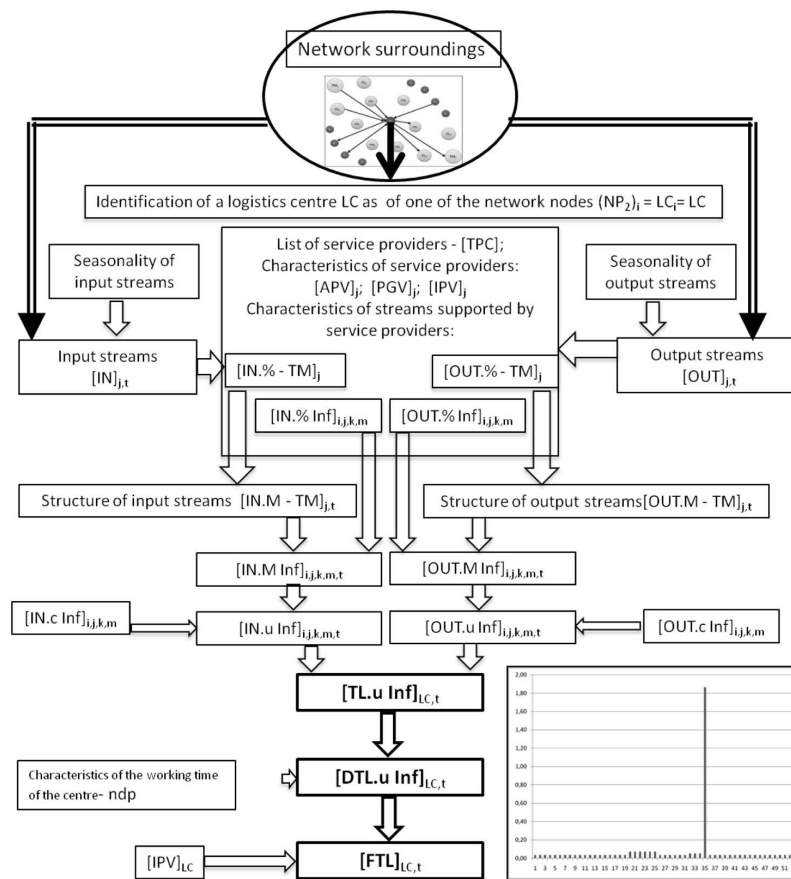 Network surroundings
Identification of a logistics centre LC as of one of the network nodes (NP2)i = LCi= LC
List of service providers - [TPC];
Characteristics of service providers:
[APV]j; [PGV]j; [IPV]j
Characteristics of streams supported by
service providers:
Seasonality of
input streams
Seasonality of
output streams
Input streams
[IN]j,t
[IN.% - TM]j
[OUT.% - TM]j
Output streams
[OUT]j,t
[IN.% Inf]i,j,k,m
[OUT.% Inf]i,j,k,m
Structure of input streams [IN.M - TM]j,t
Structure of output streams[OUT.M - TM]j,t
[IN.M Inf]i,j,k,m,t
[OUT.M Inf]i,j,k,m,t
[IN.c Inf]i,j,k,m
[IN.u Inf]i,j,k,m,t
[OUT.u Inf]i,j,k,m,t
[OUT.c Inf]i,j,k,m
[TL.u Inf]LC,t
Characteristics of the working time
of the centre- ndp
[DTL.u Inf]LC,t
[IPV]LC
[FTL]LC,t
2,00
1,80
1,60
1,40
1,20
1,00
0,80
0,60
0,40
0,20
0,00
1 3 5 7 9 11 13 15 17 19 21 23 25 27 29 31 33 35 37 39 41 43 45 47 49 51